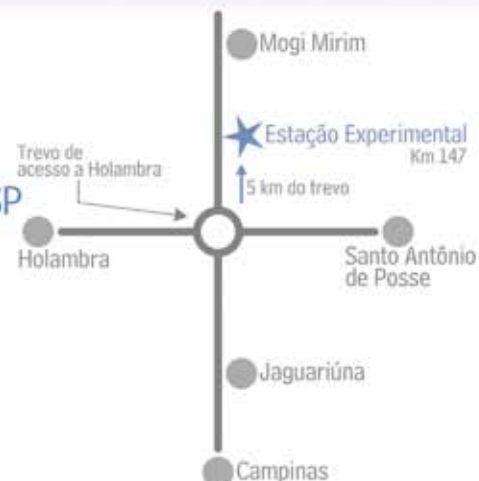 Mogi Mirim
Estação Experimental
Km 147
Trevo de
acesso a Holambra
5 km do trevo
SP
Holambra
Santo Antônio
de Posse
Jaguariúna
Campinas